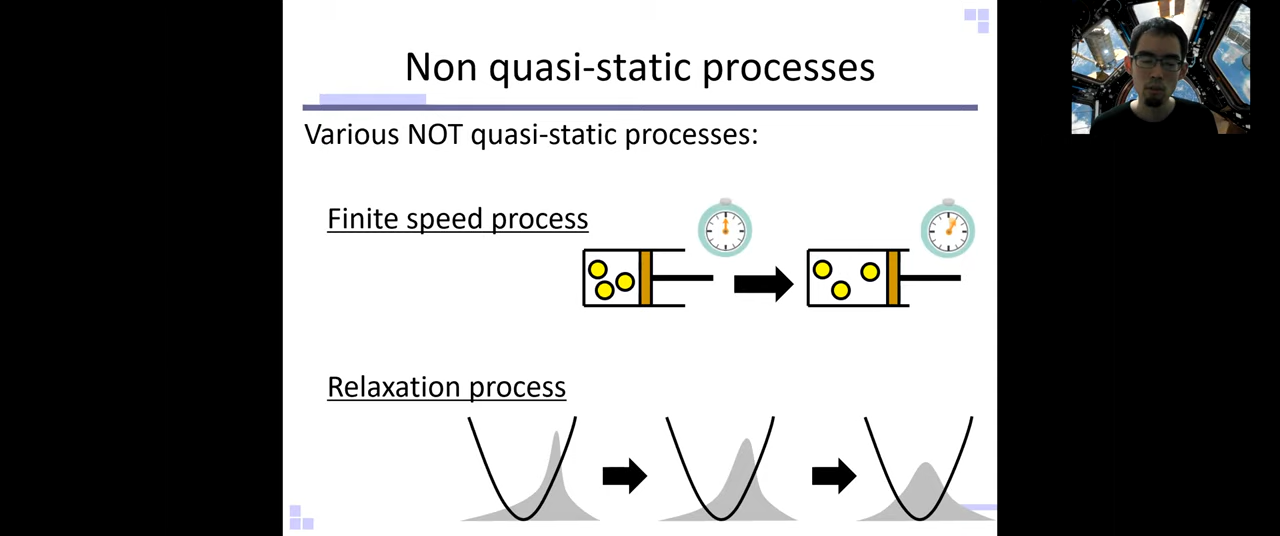 Non quasi-static processes
Various NOT quasi-static processes:
Finite speed process
Relaxation process